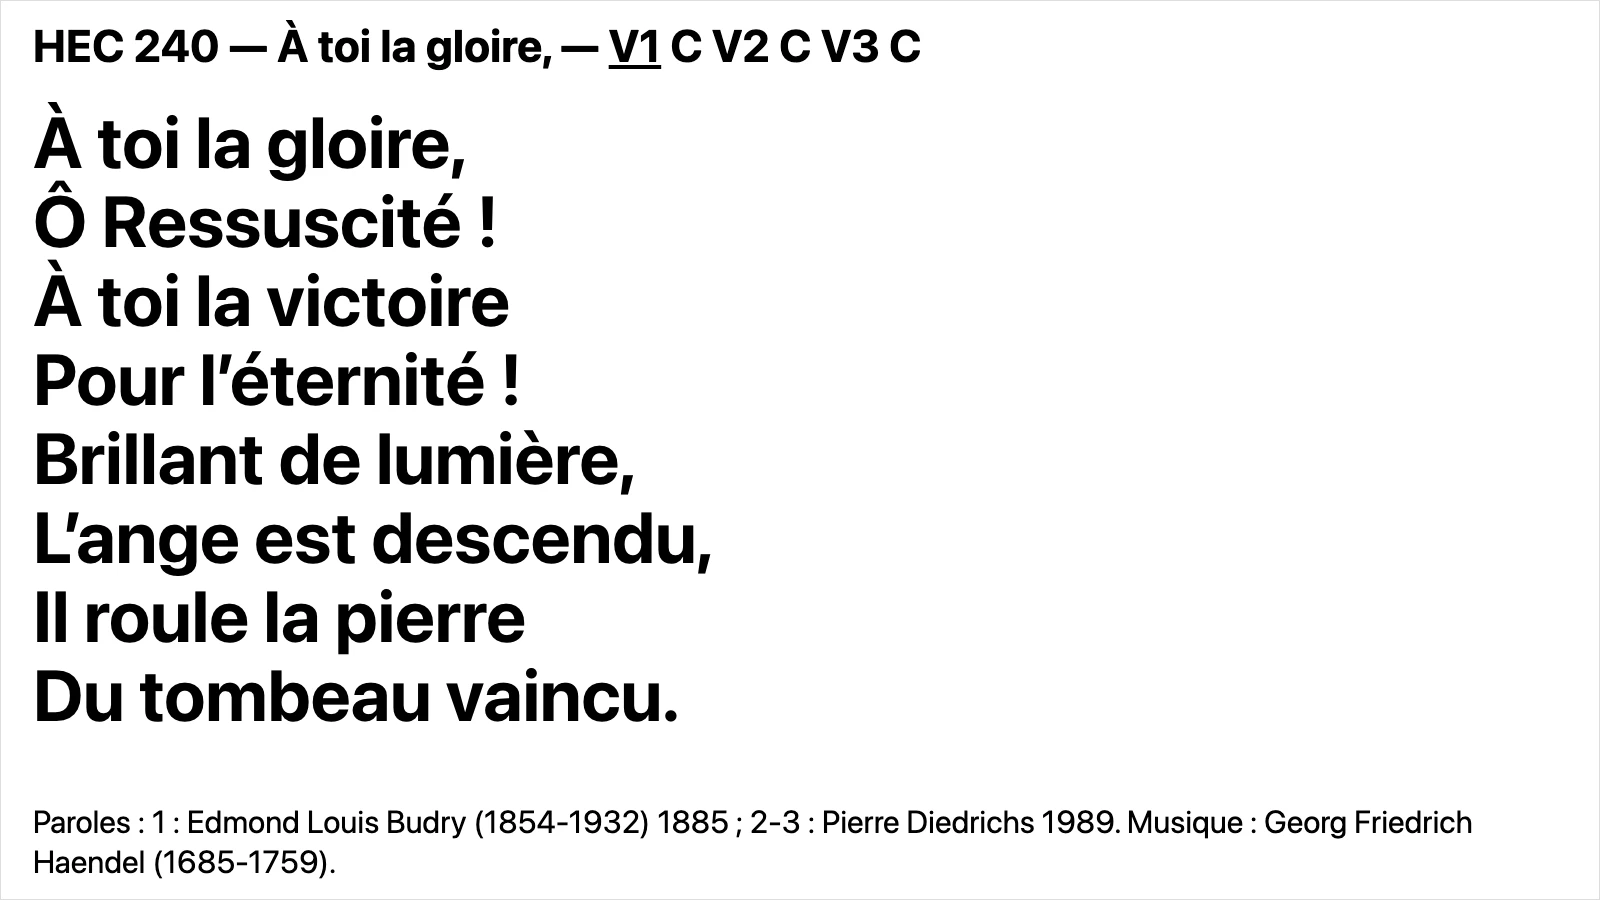 HEC 240 — À toi la gloire, — V1 C V2 C V3 C
À toi la gloire,
Ô Ressuscité !
À toi la victoire
Pour l’éternité !
Brillant de lumière,
L’ange est descendu,
Il roule la pierre
Du tombeau vaincu.
Paroles : 1 : Edmond Louis Budry (1854-1932) 1885 ; 2-3 : Pierre Diedrichs 1989. Musique : Georg Friedrich
Haendel (1685-1759).